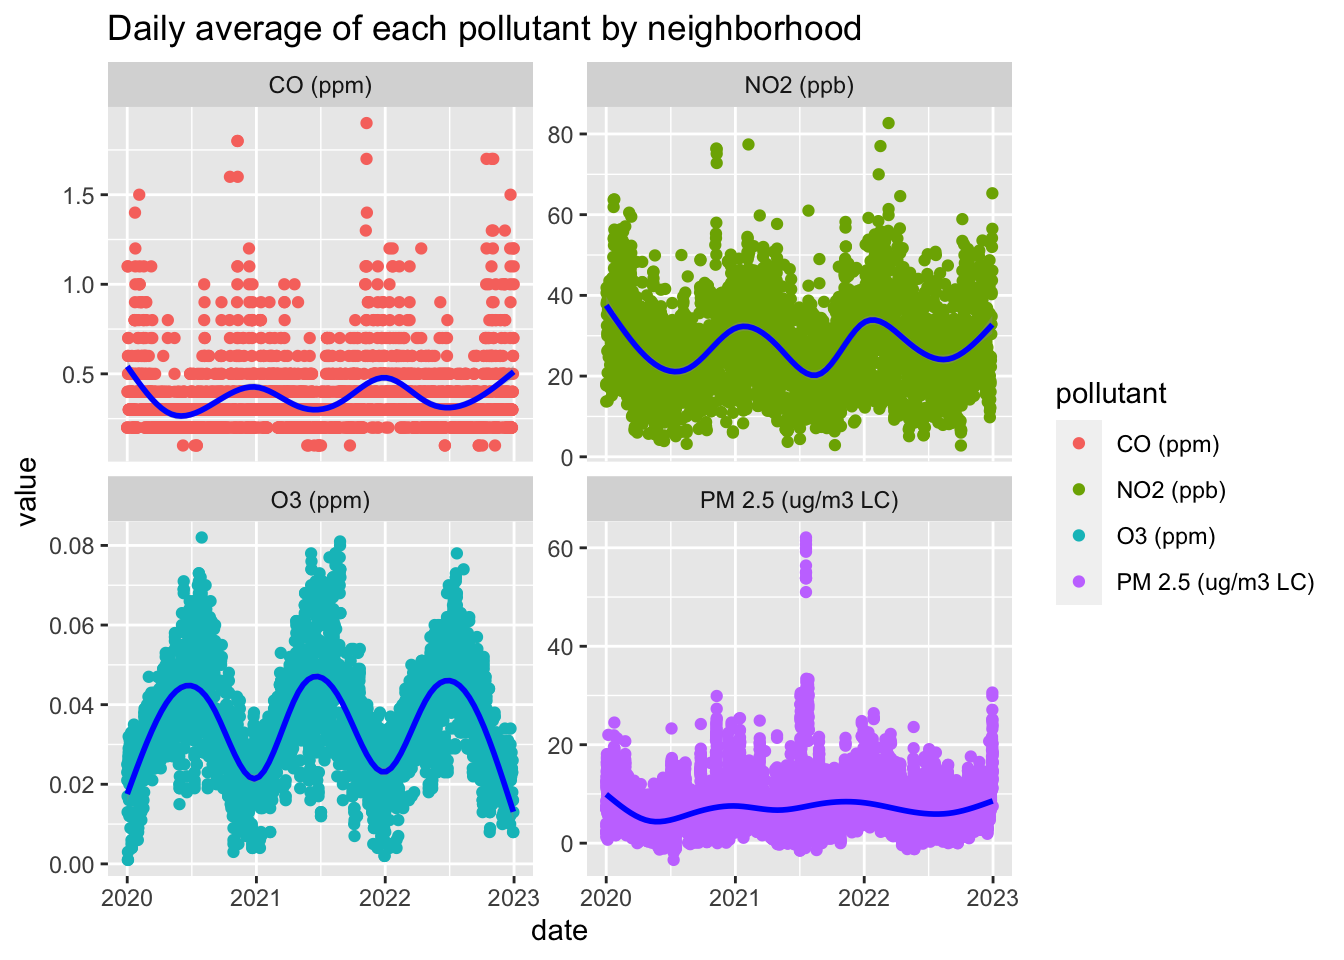 Daily average of each pollutant by neighborhood
CO (ppm)
NO2 (ppb)
1.5
1.0
0.5
80
60
40
20
0
value
O3 (ppm)
PM 2.5 (ug/m3 LC)
0.08
0.06
0.04
0.02
0.00
60
40
20
0
2020
2021
2022
2023
2020
2021
2022
2023
date
pollutant
CO (ppm)
NO2 (ppb)
O3 (ppm)
PM 2.5 (ug/m3 LC)